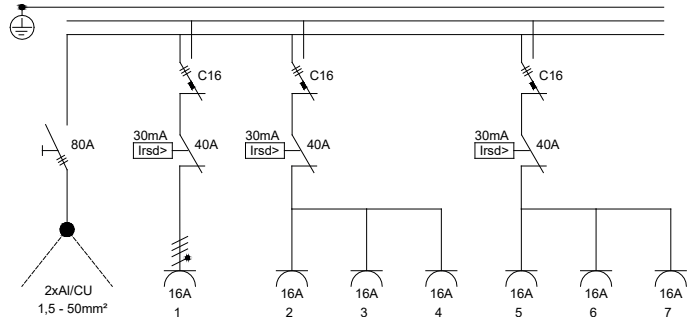 C16
C16
C16
80A
30mA
Irsd>
40A
30mA
Irsd>
40A
30mA
Irsd>
40A
2xAl/CU
1,5 - 50mm²
16A
16A
16A
16A
16A
16A
16A
1
2
3
4
5
6
7